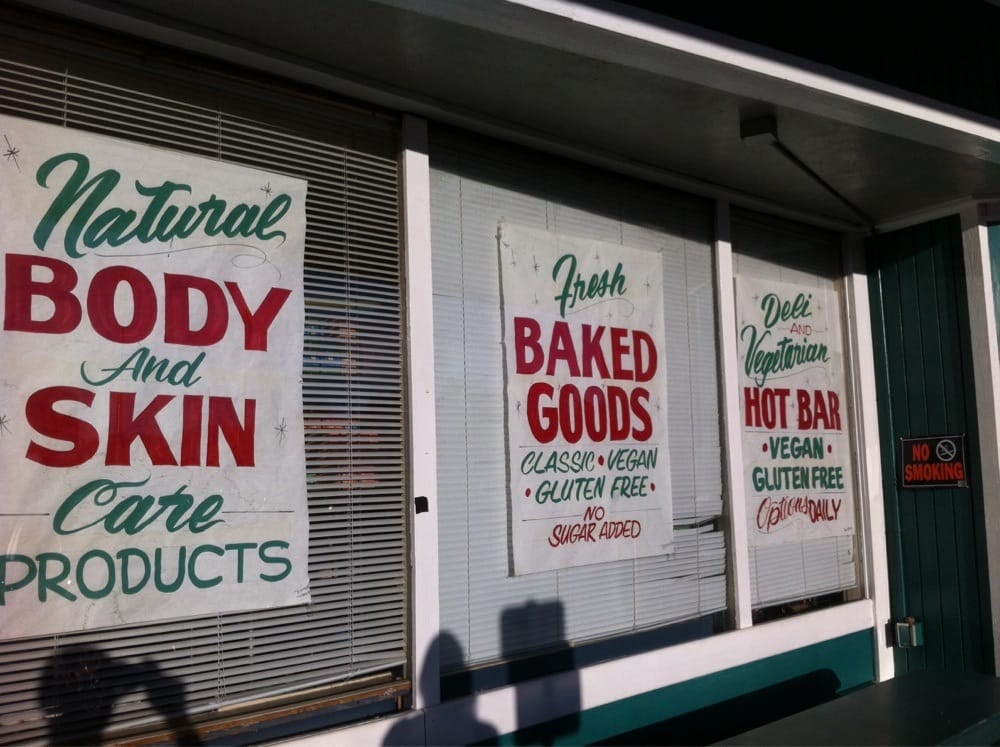 Natural
BODY
And
SKIN
Care
PRODUCTS
Fresh
BAKED
GOODS
CLASSIC • VEGAN
• GLUTEN FREE •
NO
SUGAR ADDED
Deli
AND
Vegetarian
HOT BAR
• VEGAN •
GLUTEN FREE
Options DAILY
NO
SMOKING